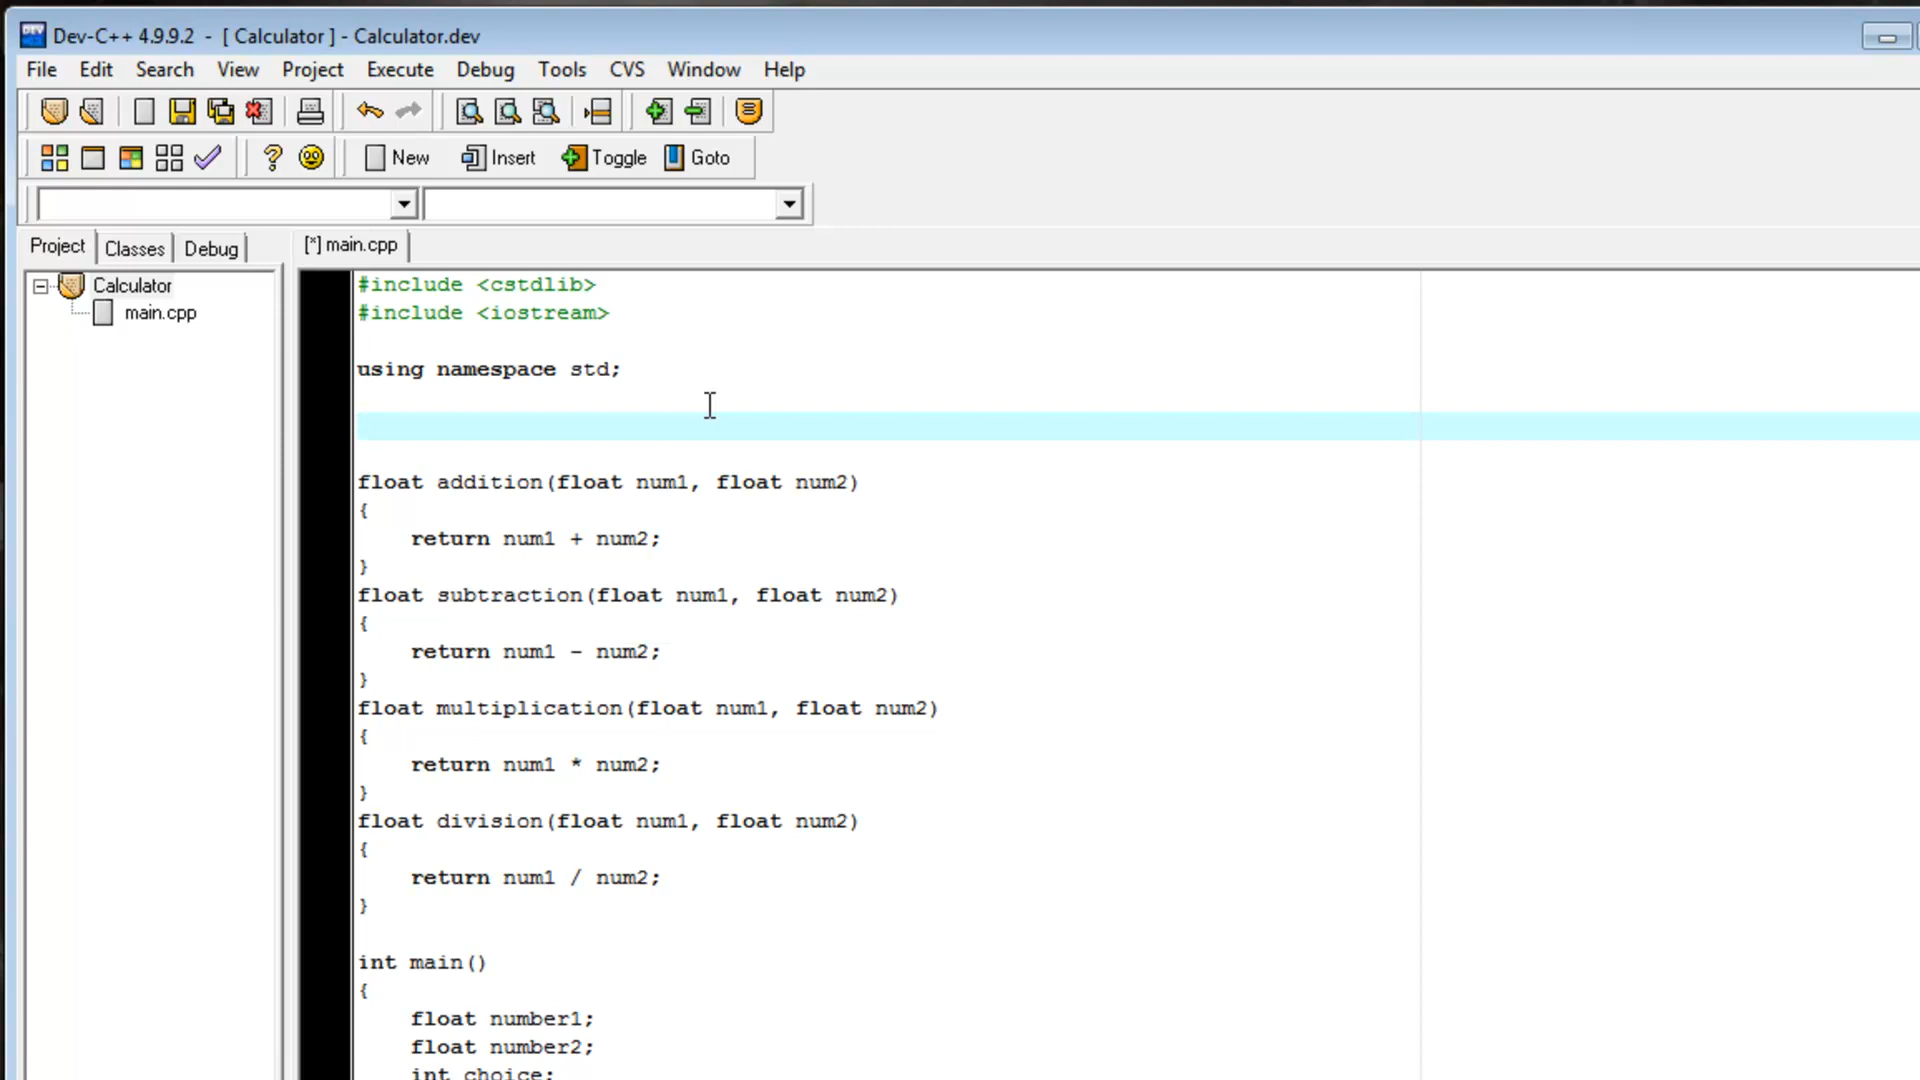 Dev-C++ 4.9.9.2 - [ Calculator ] - Calculator.dev
File Edit Search View Project Execute Debug Tools CVS Window Help
New Insert Toggle Goto
Project Classes Debug
[*] main.cpp
Calculator
main.cpp
#include <cstdlib>
#include <iostream>
using namespace std;
float addition(float num1, float num2)
{
return num1 + num2;
}
float subtraction(float num1, float num2)
{
return num1 - num2;
}
float multiplication(float num1, float num2)
{
return num1 * num2;
}
float division(float num1, float num2)
{
return num1 / num2;
}
int main()
{
float number1;
float number2;
int choice;